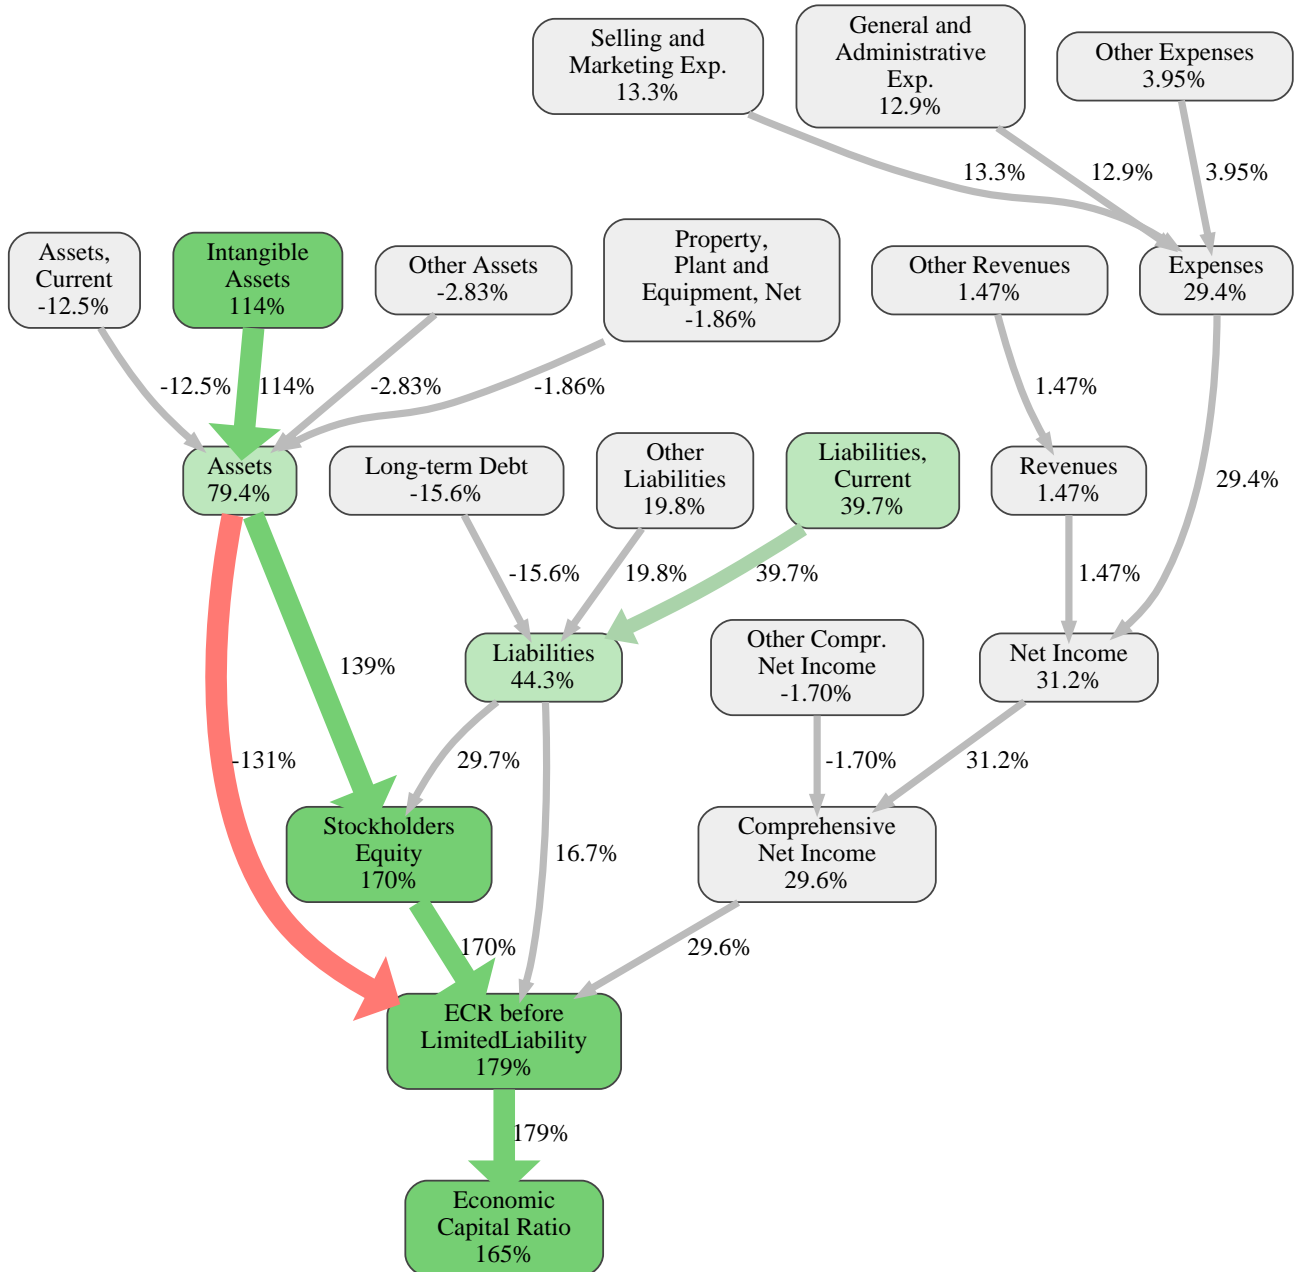 Selling and
Marketing Exp.
13.3%
General and
Administrative
Exp.
12.9%
Other Expenses
3.95%
13.3%
12.9%
3.95%
Assets,
Current
-12.5%
Intangible
Assets
114%
Other Assets
-2.83%
Property,
Plant and
Equipment, Net
-1.86%
Other Revenues
1.47%
Expenses
29.4%
-12.5%
114%
-2.83%
-1.86%
1.47%
29.4%
Assets
79.4%
Long-term Debt
-15.6%
Other
Liabilities
19.8%
Liabilities,
Current
39.7%
Revenues
1.47%
-15.6%
19.8%
39.7%
1.47%
139%
Liabilities
44.3%
Other Compr.
Net Income
-1.70%
Net Income
31.2%
-131%
29.7%
-1.70%
31.2%
16.7%
Stockholders
Equity
170%
Comprehensive
Net Income
29.6%
170%
29.6%
ECR before
LimitedLiability
179%
179%
Economic
Capital Ratio
165%